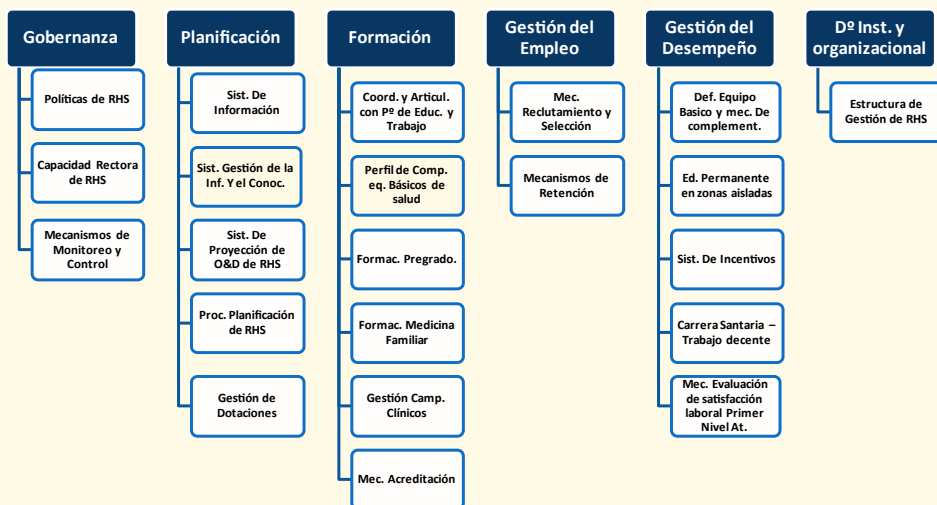 Gobernanza
Políticas de RHS
Capacidad Rectora
de RHS
Mecanismos de
Monitoreo y
Control
Planificación
Sist. De
Información
Sist. Gestión de la
Inf. Y el Conoc.
Sist. De
Proyección de
O&D de RHS
Proc. Planificación
de RHS
Gestión de
Dotaciones
Formación
Coord. y Articul.
con Pº de Educ. y
Trabajo
Perfil de Comp.
eq. Básicos de
salud
Formac. Pregrado.
Formac. Medicina
Familiar
Gestión Camp.
Clínicos
Mec. Acreditación
Gestión del
Empleo
Mec.
Reclutamiento y
Selección
Mecanismos de
Retención
Gestión del
Desempeño
Def. Equipo
Basico y mec. De
complement.
Ed. Permanente
en zonas aisladas
Sist. De Incentivos
Carrera Santaria –
Trabajo decente
Mec. Evaluación
de satisfacción
laboral Primer
Nivel At.
Dº Inst. y
organizacional
Estructura de
Gestión de RHS